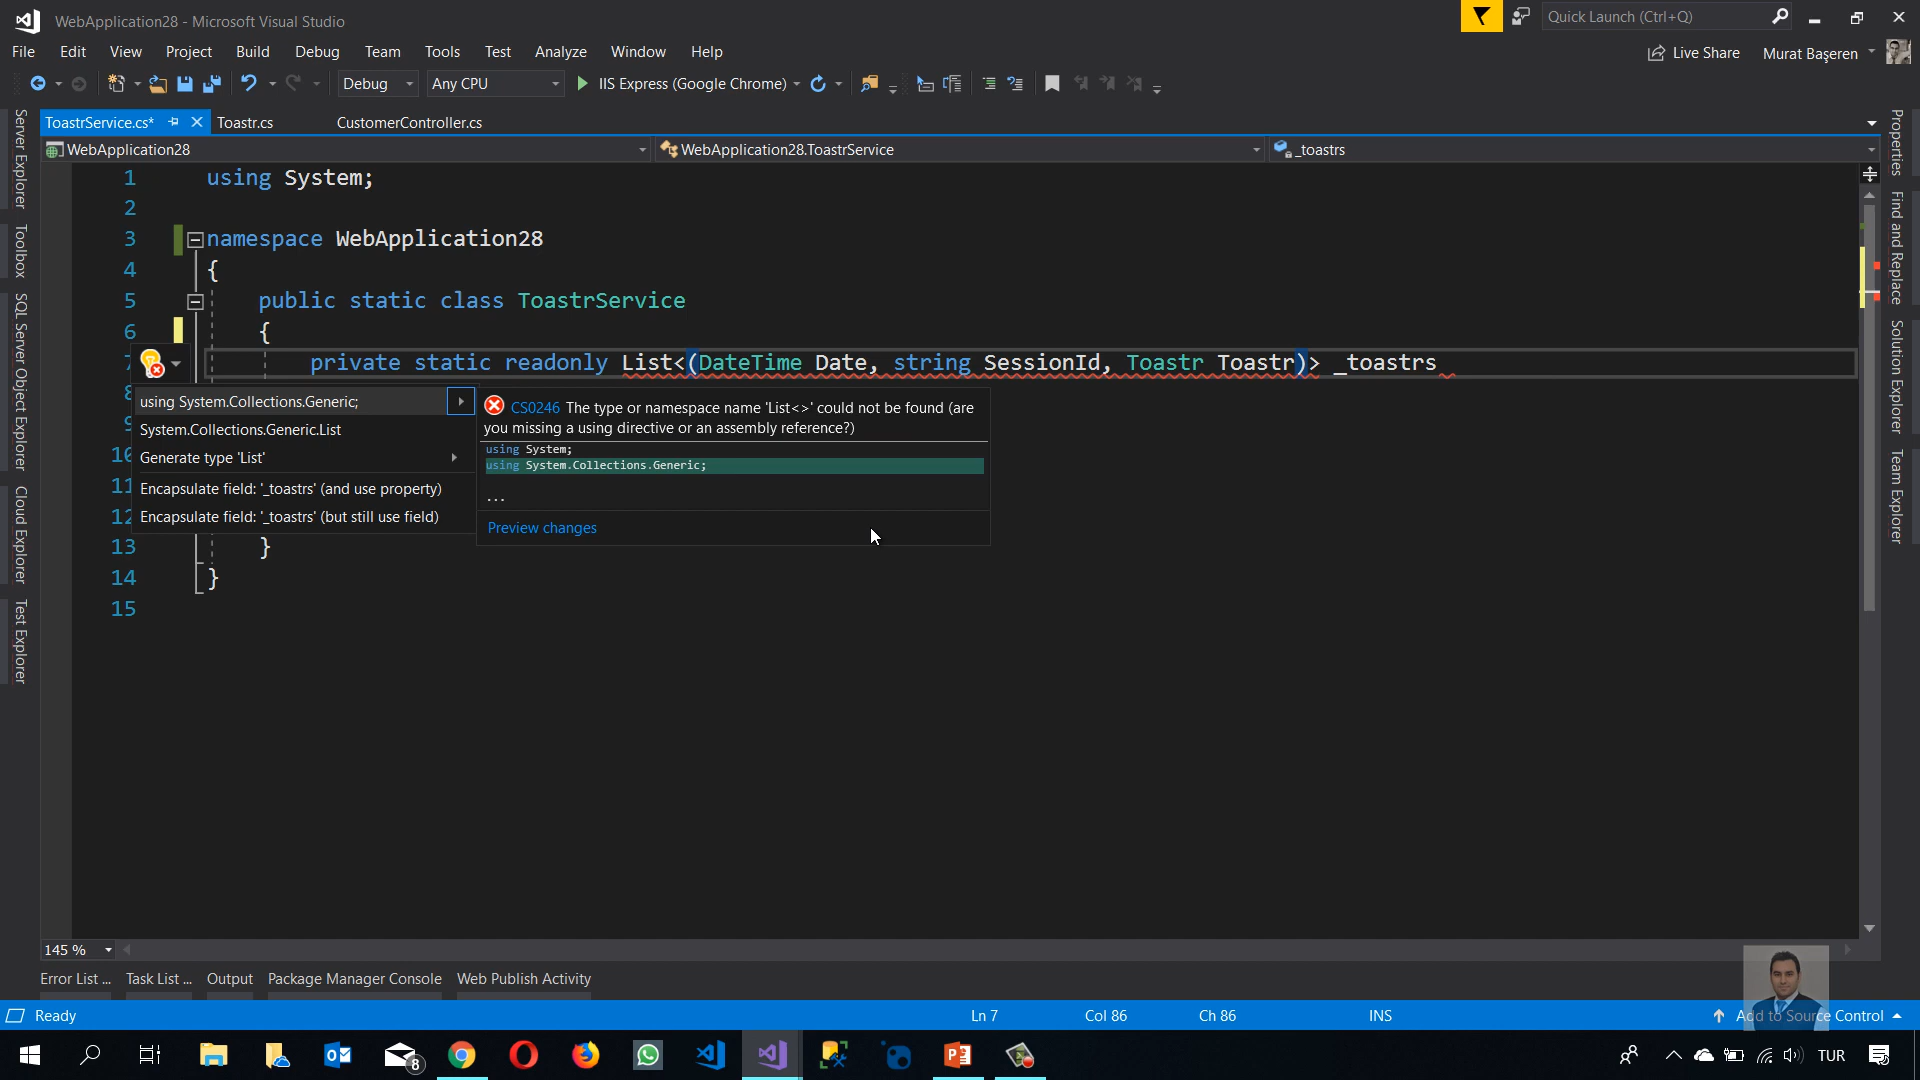 WebApplication28 - Microsoft Visual Studio
Quick Launch (Ctrl+Q)
File Edit View Project Build Debug Team Tools Test Analyze Window Help
Live Share Murat Başeren
Debug Any CPU IIS Express (Google Chrome)
ToastrService.cs* Toastr.cs CustomerController.cs
WebApplication28 WebApplication28.ToastrService _toastrs
Server Explorer
Toolbox
SQL Server Object Explorer
Cloud Explorer
Test Explorer
1 using System;
2
3 namespace WebApplication28
4 {
5 public static class ToastrService
6 {
private static readonly List<(DateTime Date, string SessionId, Toastr Toastr)> _toastrs
using System.Collections.Generic;
System.Collections.Generic.List
Generate type 'List'
Encapsulate field: '_toastrs' (and use property)
Encapsulate field: '_toastrs' (but still use field)
CS0246 The type or namespace name 'List<>' could not be found (are
you missing a using directive or an assembly reference?)
using System;
using System.Collections.Generic;
...
Preview changes
13 }
14 }
15
Properties
Find and Replace
Solution Explorer
Team Explorer
145 %
Error List ... Task List ... Output Package Manager Console Web Publish Activity
Ready Ln 7 Col 86 Ch 86 INS Add to Source Control
8
TUR